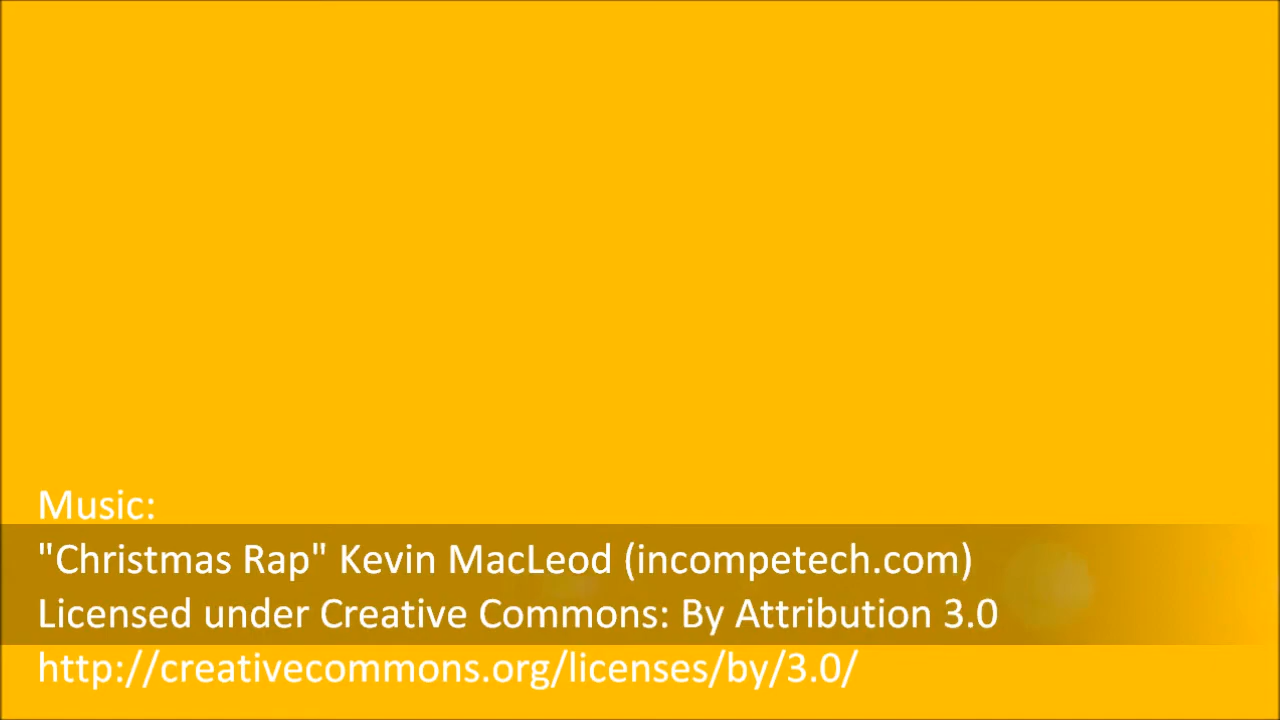 Music:
"Christmas Rap" Kevin MacLeod (incompetech.com)
Licensed under Creative Commons: By Attribution 3.0
http://creativecommons.org/licenses/by/3.0/